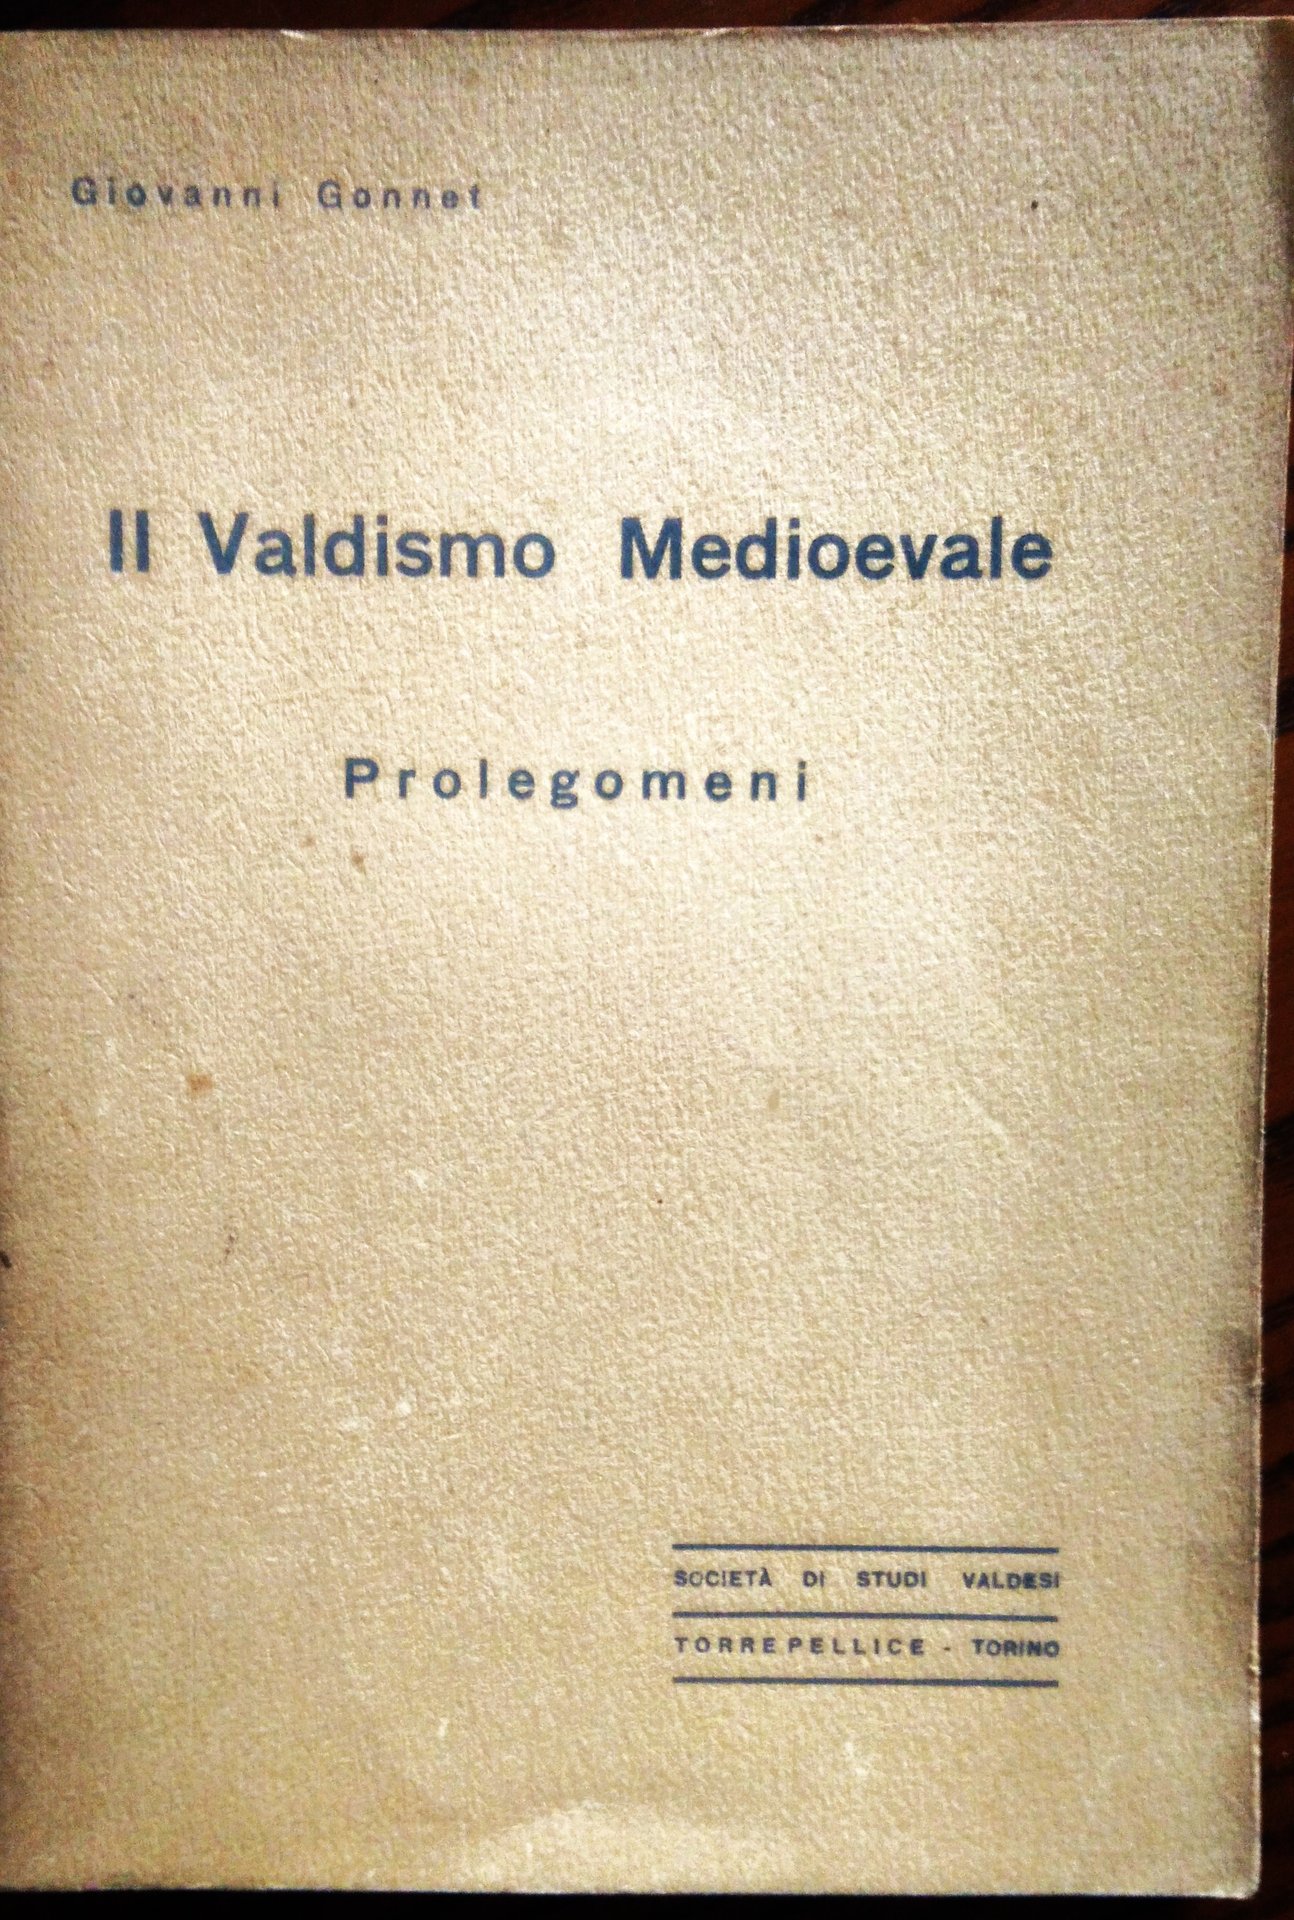 Giovanni Gonnet
Il Valdismo Medioevale
Prolegomeni
SOCIETÀ DI STUDI VALDESI
TORRE PELLICE - TORINO